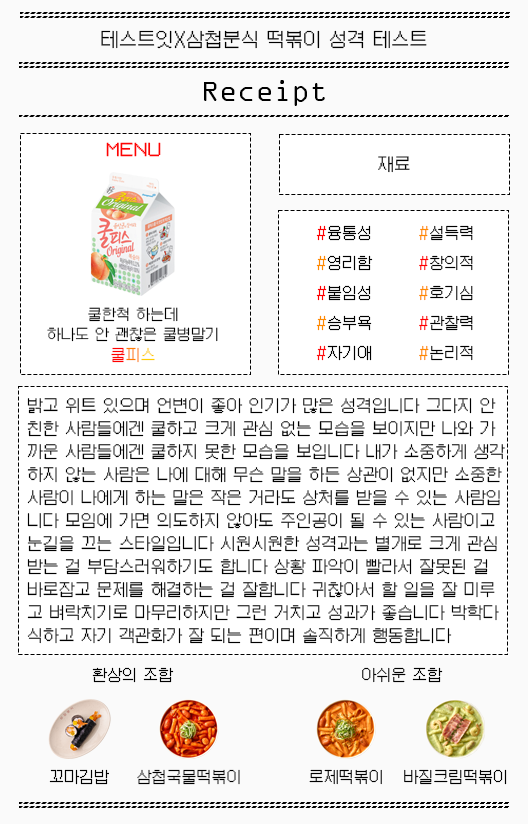 테스트잇X삼첩분식 떡볶이 성격 테스트
Receipt
MENU
Original
쿨피스
Original
쿨한척 하는데
하나도 안 괜찮은 쿨병말기
쿨피스
재료
#융통성 #설득력
#영리함 #창의적
#붙임성 #호기심
#승부욕 #관찰력
#자기애 #논리적
밝고 위트 있으며 언변이 좋아 인기가 많은 성격입니다 그다지 안
친한 사람들에겐 쿨하고 크게 관심 없는 모습을 보이지만 나와 가
까운 사람들에겐 쿨하지 못한 모습을 보입니다 내가 소중하게 생각
하지 않는 사람은 나에 대해 무슨 말을 하든 상관이 없지만 소중한
사람이 나에게 하는 말은 작은 거라도 상처를 받을 수 있는 사람입
니다 모임에 가면 의도하지 않아도 주인공이 될 수 있는 사람이고
눈길을 끄는 스타일입니다 시원시원한 성격과는 별개로 크게 관심
받는 걸 부담스러워하기도 합니다 상황 파악이 빨라서 잘못된 걸
바로잡고 문제를 해결하는 걸 잘합니다 귀찮아서 할 일을 잘 미루
고 벼락치기로 마무리하지만 그런 거치고 성과가 좋습니다 박학다
식하고 자기 객관화가 잘 되는 편이며 솔직하게 행동합니다
환상의 조합
아쉬운 조합
꼬마김밥 삼첩국물떡볶이 로제떡볶이 바질크림떡볶이